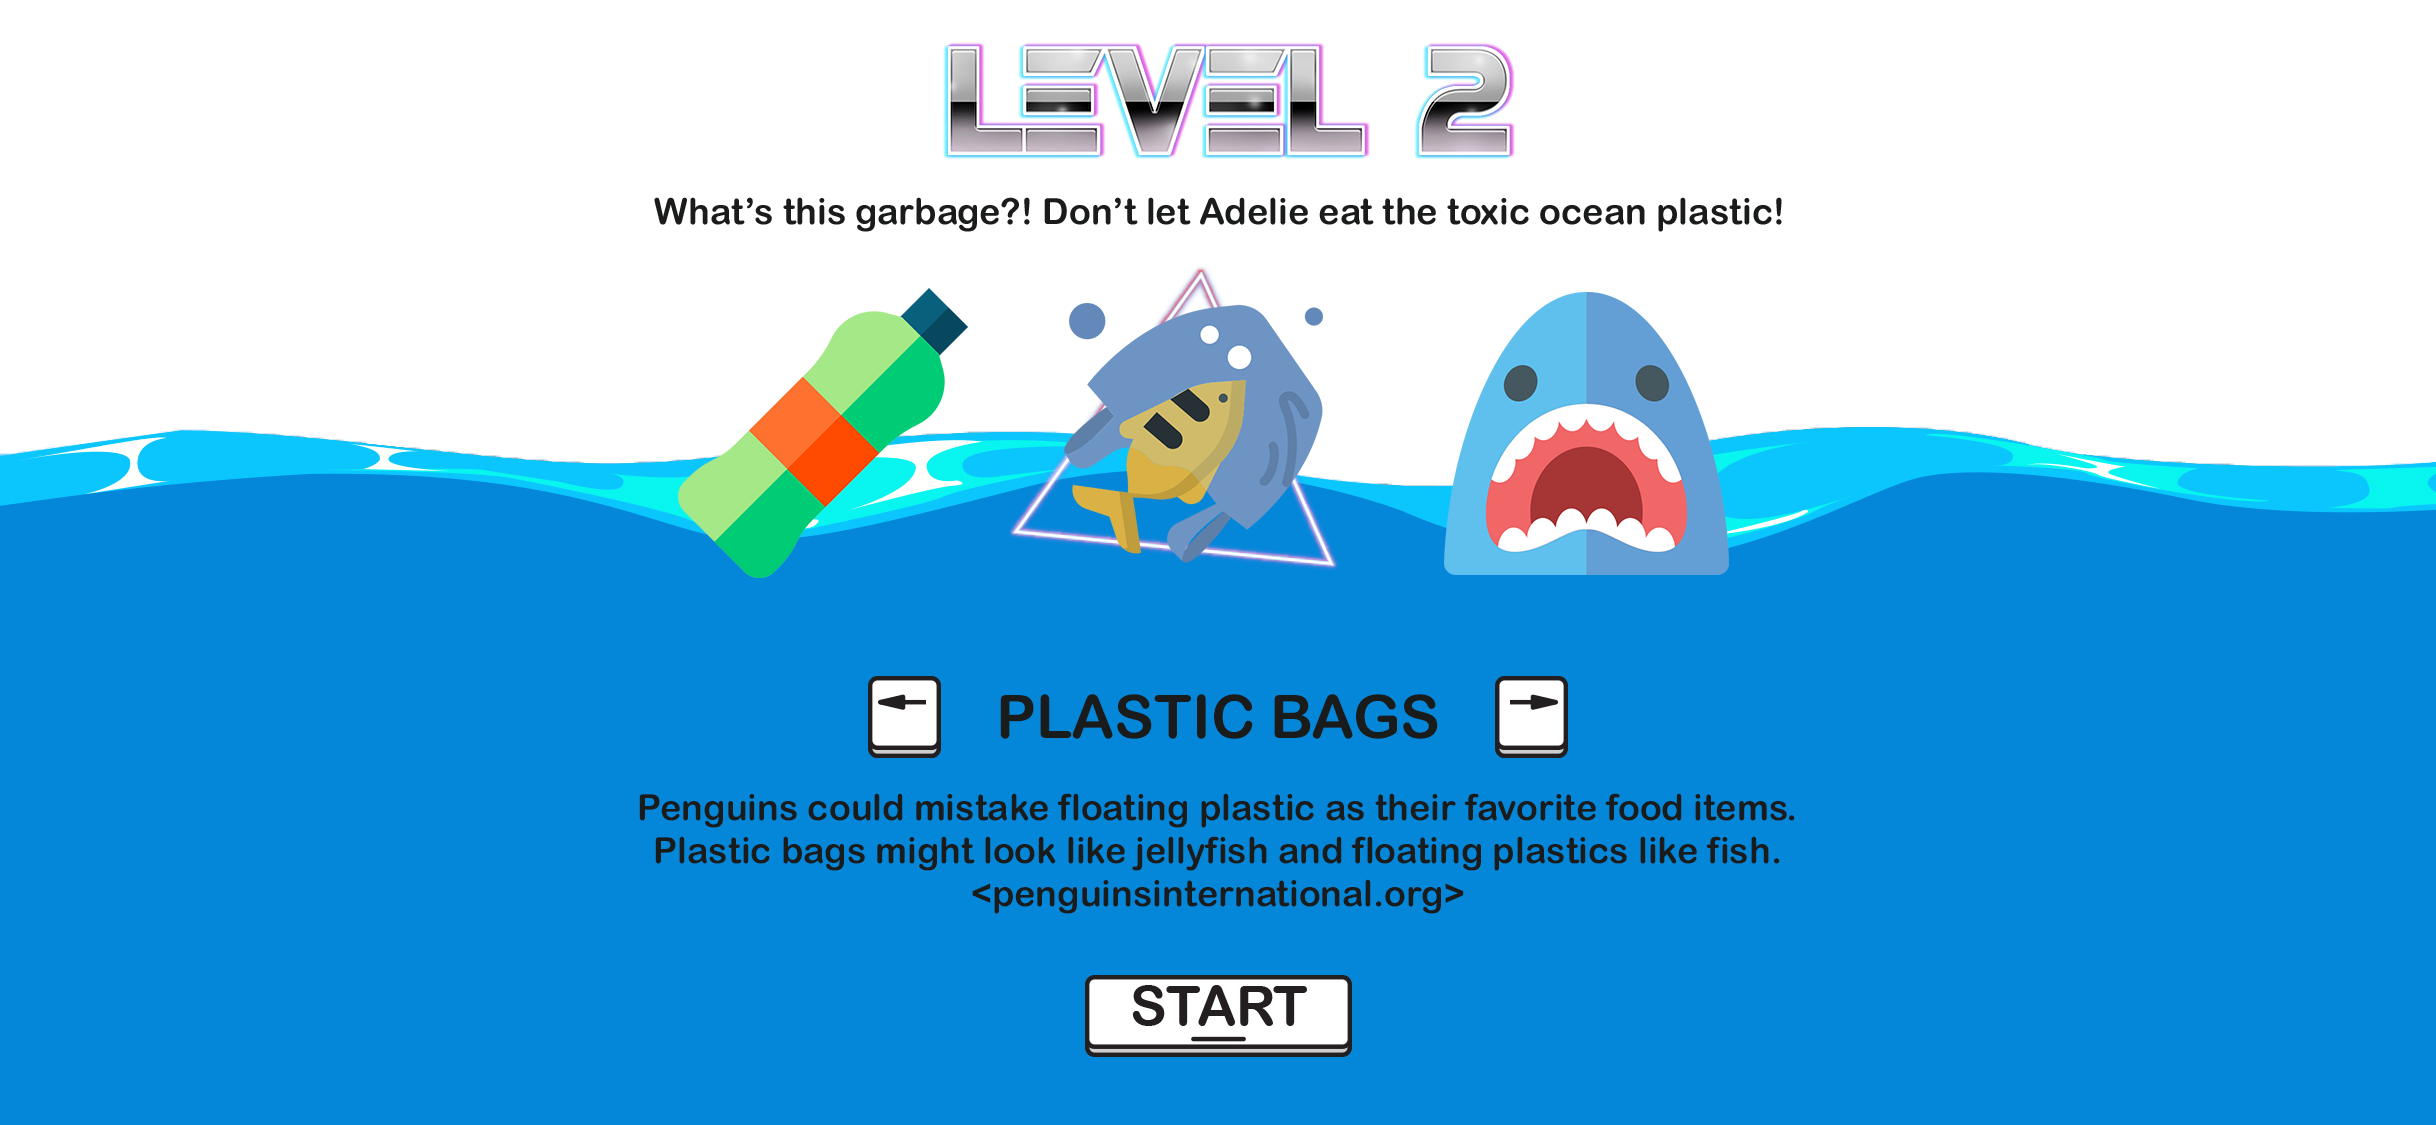 LEVEL 2
What's this garbage?! Don't let Adelie eat the toxic ocean plastic!
PLASTIC BAGS
Penguins could mistake floating plastic as their favorite food items.
Plastic bags might look like jellyfish and floating plastics like fish.
<penguinsinternational.org>
START